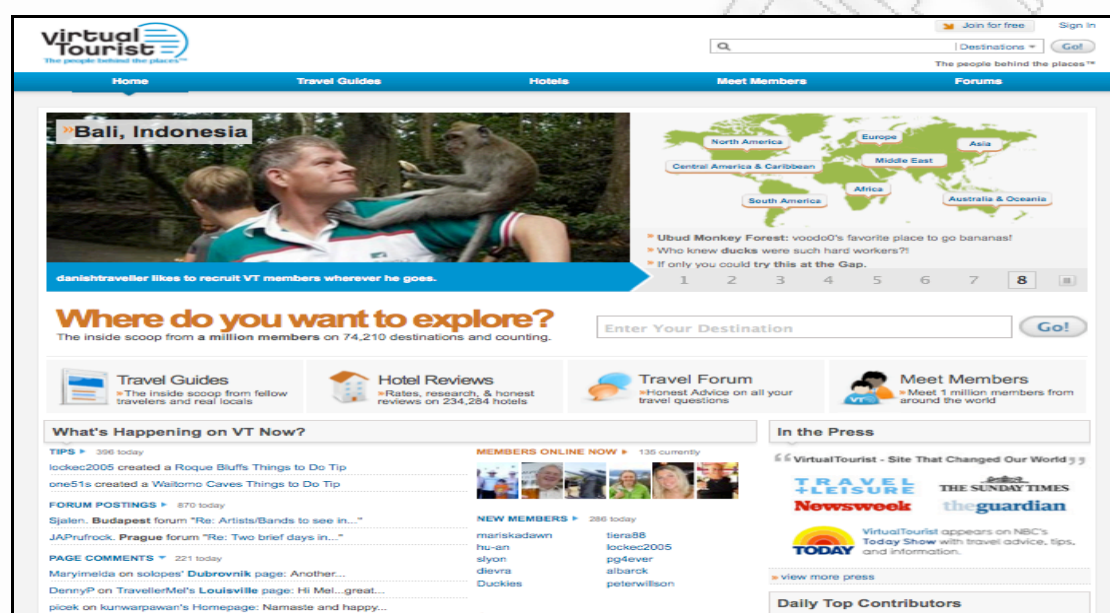 virtual
Tourist
The people behind the places™
Join for free Sign In
Destinations Go!
The people behind the places™
Home Travel Guides Hotels Meet Members Forums
»Bali, Indonesia
North America
Europe
Asia
Central America & Caribbean
Middle East
Africa
South America
Australia & Oceania
» Ubud Monkey Forest: voodo0's favorite place to go bananas!
» Who knew ducks were such hard workers?!
» If only you could try this at the Gap.
danishtraveller likes to recruit VT members wherever he goes.
1 2 3 4 5 6 7 8
Where do you want to explore?
The inside scoop from a million members on 74,210 destinations and counting.
Enter Your Destination Go!
Travel Guides
»The inside scoop from fellow
travelers and real locals
Hotel Reviews
»Rates, research, & honest
reviews on 234,284 hotels
Travel Forum
»Honest Advice on all your
travel questions
VT
Meet Members
»Meet 1 million members from
around the world
What's Happening on VT Now?
TIPS 396 today
lockec2005 created a Roque Bluffs Things to Do Tip
one51s created a Waitomo Caves Things to Do Tip
FORUM POSTINGS 870 today
Sjalen. Budapest forum "Re: Artists/Bands to see in..."
JAPrufrock. Prague forum "Re: Two brief days in..."
PAGE COMMENTS 221 today
Maryimelda on solopes' Dubrovnik page: Another...
DennyP on TravellerMel's Louisville page: Hi Mel...great...
picek on kunwarpawan's Homepage: Namaste and happy...
MEMBERS ONLINE NOW 135 currently
NEW MEMBERS 286 today
mariskadawn tiera88
hu-an lockec2005
slyon pg4ever
dievra albarck
Duckies peterwillson
In the Press
“VirtualTourist - Site That Changed Our World”
TRAVEL
+LEISURE
THE SUNDAY TIMES
Newsweek theguardian
TODAY
VirtualTourist appears on NBC's
Today Show with travel advice, tips,
and information.
» view more press
Daily Top Contributors